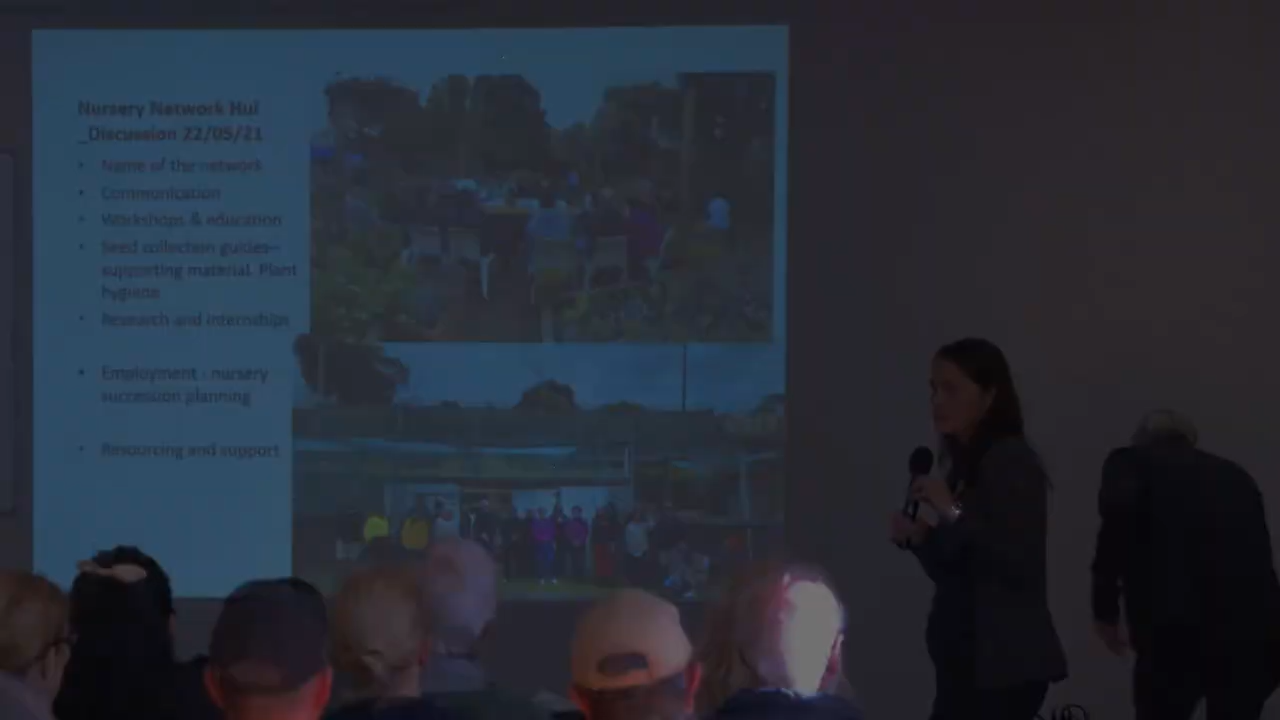 Nursery Network Hui
_Discussion 22/05/21
• Name of the network
• Communication
• Workshops & education
• Seed collection guides–
supporting material. Plant
hygiene
• Research and internships
• Employment : nursery
succession planning
• Resourcing and support